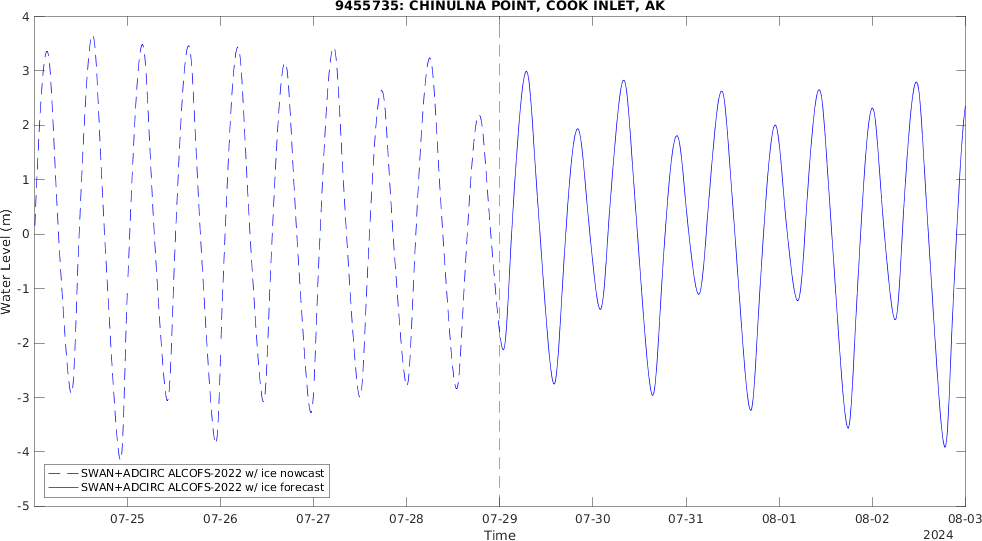 9455735: CHINULNA POINT, COOK INLET, AK
4
3
2
1
0
-1
-2
-3
-4
-5
Water Level (m)
SWAN+ADCIRC ALCOFS-2022 w/ ice nowcast
SWAN+ADCIRC ALCOFS-2022 w/ ice forecast
07-25 07-26 07-27 07-28 07-29 07-30 07-31 08-01 08-02 08-03
Time
2024